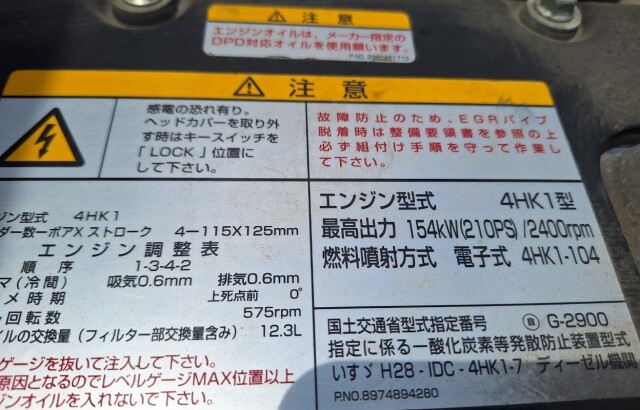 注意
エンジンオイルは、メーカー指定の
DPD対応オイルを使用願います。
P.NO.8980881710
注意
感電の恐れ有り。
ヘッドカバーを取り外
す時はキースイッチを
「LOCK」位置に
して下さい。
故障防止のため、EGRパイプ
脱着時は整備要領書を参照の上
必ず組付け手順を守って作業し
て下さい。
ジン型式 4HK1
ダー数ーボアXストローク 4ー115X125mm
エンジン調整表
順序 1-3-4-2
マ(冷間) 吸気0.6mm 排気0.6mm
メ時期 上死点前 0°
回転数 575rpm
イルの交換量(フィルター部交換量含み) 12.3L
ゲージを抜いて注入して下さい。
原因となるのでレベルゲージMAX位置以上
ジンオイルを入れないで下さい。
エンジン型式 4HK1型
最高出力 154kW(210PS)/2400rpm
燃料噴射方式 電子式 4HK1-104
国土交通省型式指定番号 自 G-2900
指定に係る一酸化炭素等発散防止装置型式
いすゞ H28-IDC-4HK1-7 ディーゼル機関
P.NO.8974894280